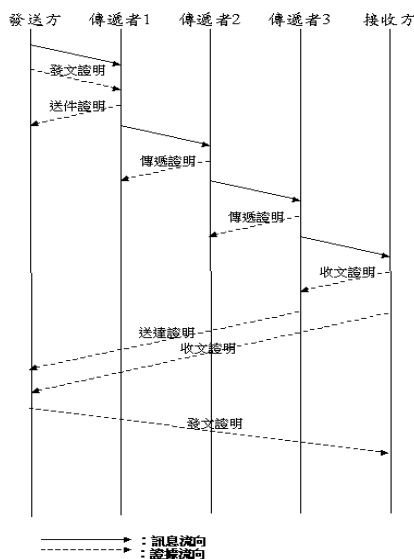 發送方 傳遞者1 傳遞者2 傳遞者3 接收方
發文證明
送件證明
傳遞證明
傳遞證明
收文證明
送達證明
收文證明
發文證明
：訊息流向
：證據流向